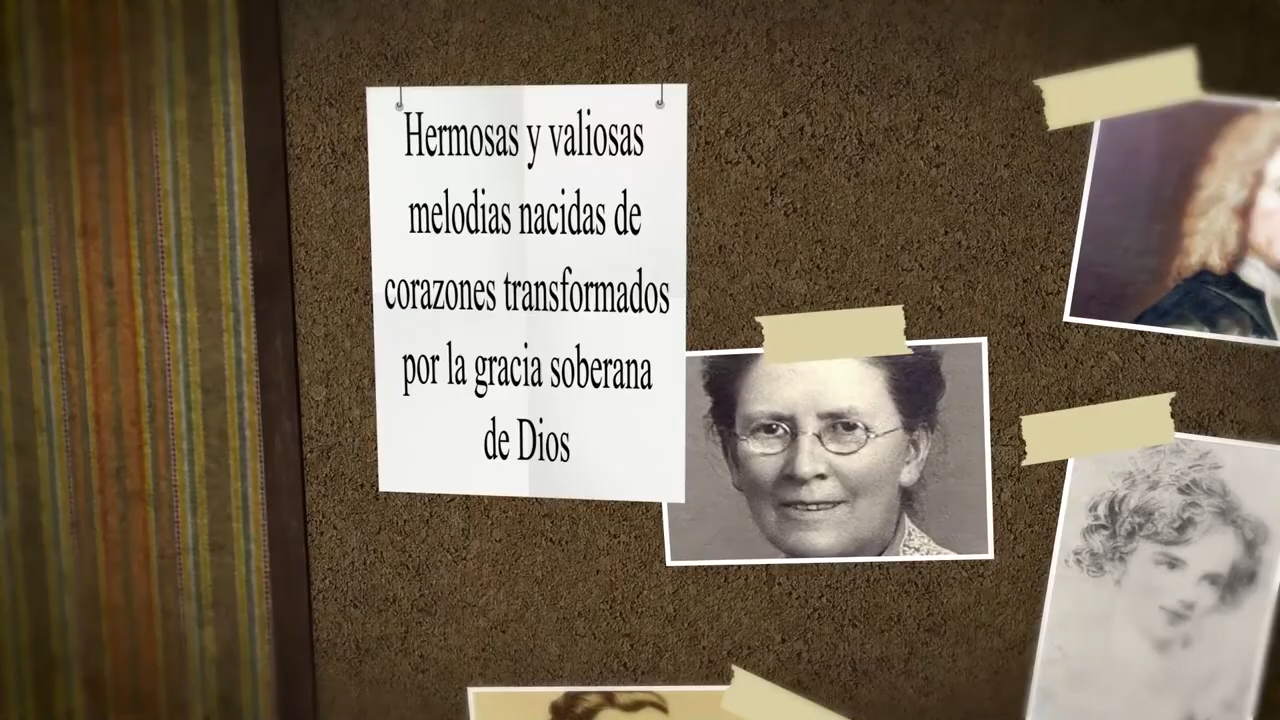 Hermosas y valiosas
melodias nacidas de
corazones transformados
por la gracia soberana
de Dios